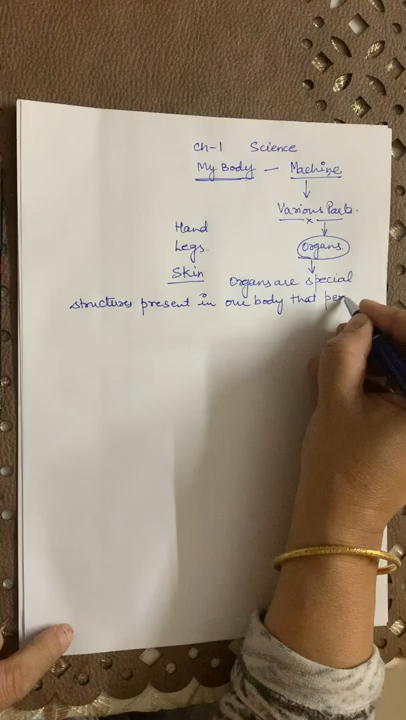 Ch-1 Science
My Body — Machine
Various Parts.
Hand
Legs.
Organs.
Skin
Organs are special
structures present in our body that per